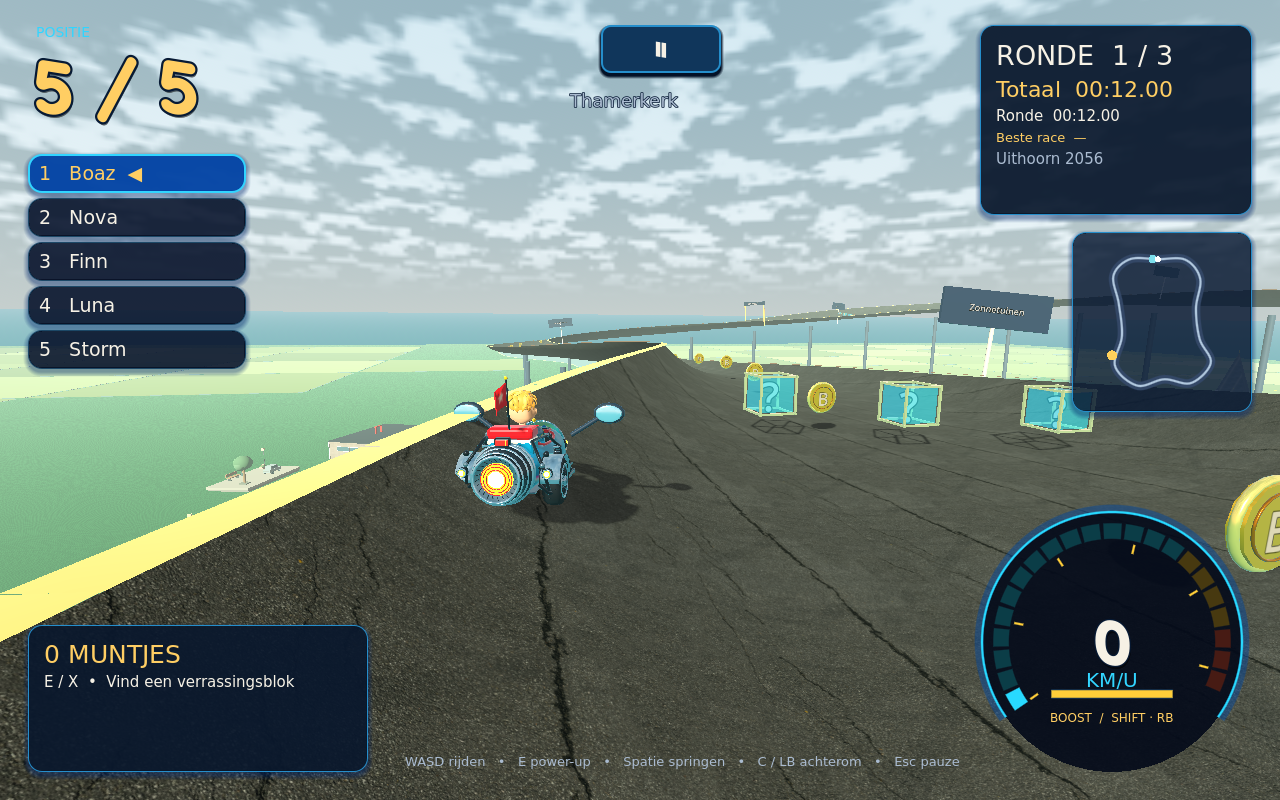 POSITIE
5 / 5
1 Boaz ◀
2 Nova
3 Finn
4 Luna
5 Storm
Thamerkerk
RONDE 1 / 3
Totaal 00:12.00
Ronde 00:12.00
Beste race —
Uithoorn 2056
Zonnetuinen
?
?
?
B
B
0 MUNTJES
E / X • Vind een verrassingsblok
0
KM/U
BOOST / SHIFT · RB
WASD rijden • E power-up • Spatie springen • C / LB achterom • Esc pauze